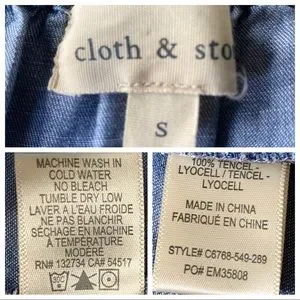 cloth & sto
S
MACHINE WASH IN
COLD WATER
NO BLEACH
TUMBLE DRY LOW
LAVER A L'EAU FROIDE
NE PAS BLANCHIR
SÉCHAGE EN MACHINE
À TEMPÉRATURE
MODÉRÉ
RN# 132734 CA# 54517
100% TENCEL
LYOCELL / TENCEL -
LYOCELL
MADE IN CHINA
FABRIQUÉ EN CHINE
STYLE# C6768-549-289
PO# EM35808